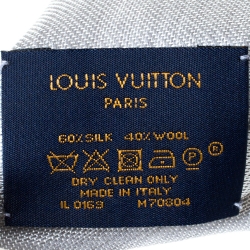 LOUIS VUITTON
PARIS
60% SILK 40% WOOL
P
DRY CLEAN ONLY
MADE IN ITALY
IL 0169 M70804